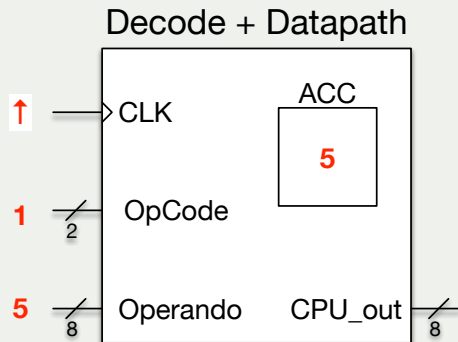 Decode + Datapath
↑
CLK
ACC
5
1
2
OpCode
5
8
Operando
CPU_out
8